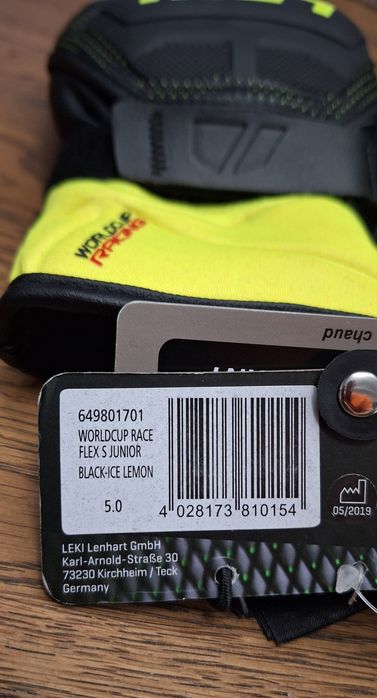 WORLDCUP
RACING
chaud
649801701
WORLDCUP RACE
FLEX S JUNIOR
BLACK-ICE LEMON
5.0
4 028173 810154
05/2019
LEKI Lenhart GmbH
Karl-Arnold-Straße 30
73230 Kirchheim / Teck
Germany